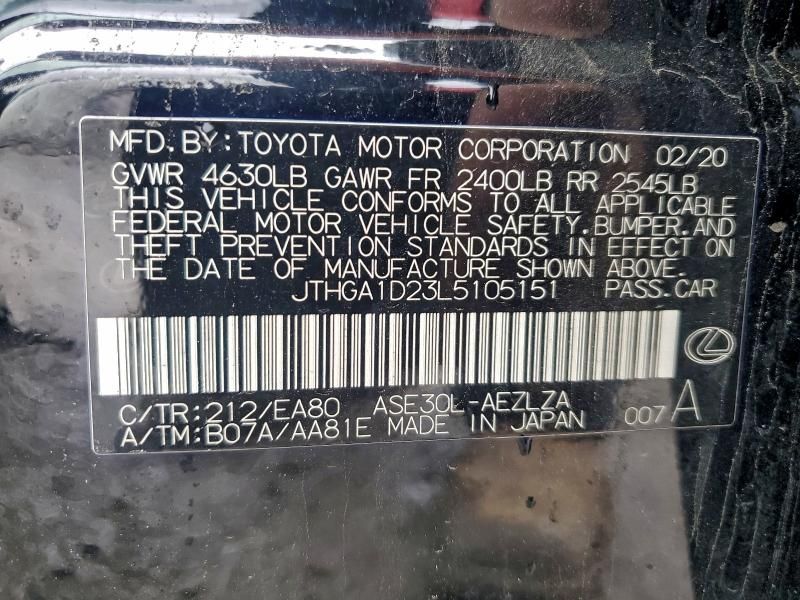 MFD.BY:TOYOTA MOTOR CORPORATION 02/20
GVWR 4630LB GAWR FR 2400LB RR 2545LB
THIS VEHICLE CONFORMS TO ALL APPLICABLE
FEDERAL MOTOR VEHICLE SAFETY.BUMPER.AND
THEFT PREVENTION STANDARDS IN EFFECT ON
THE DATE OF MANUFACTURE SHOWN ABOVE.
JTHGA1D23L5105151 PASS.CAR
C/TR:212/EA80 ASE30L-AEZLZA
A/TM:B07A/AA81E MADE IN JAPAN 007 A